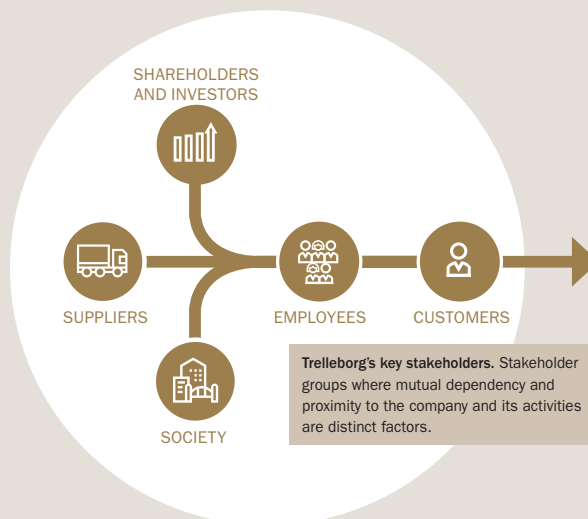 SHAREHOLDERS
AND INVESTORS
SUPPLIERS
EMPLOYEES
CUSTOMERS
SOCIETY
Trelleborg's key stakeholders. Stakeholder
groups where mutual dependency and
proximity to the company and its activities
are distinct factors.